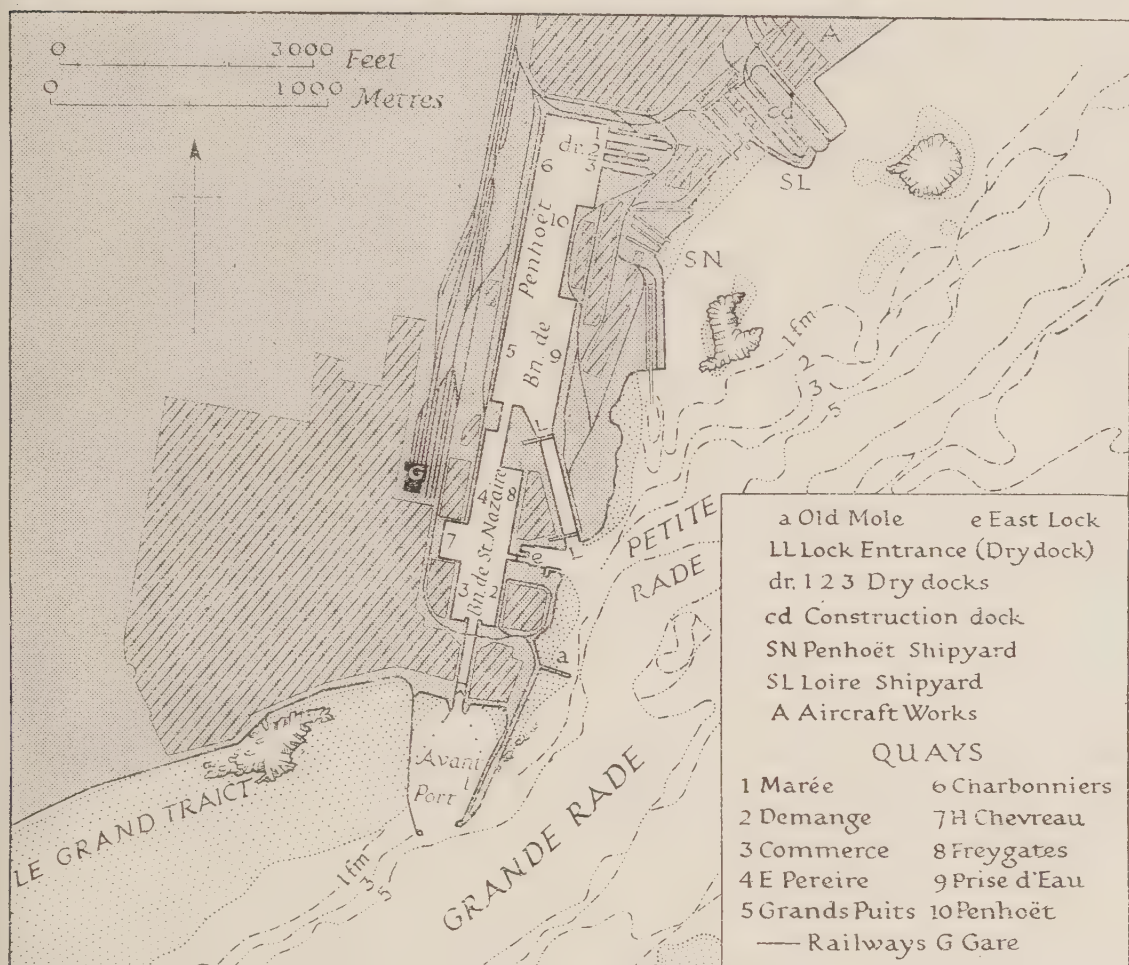 0 3000 Feet
0 1000 Metres
A
cd
SL
1
dr. 2
3
6
10
Bn. de Penhoët
SN
5
9
1 fm
2
3
5
L
G
4
8
7
e
L
Bn. de St. Nazaire
3
2
PETITE
RADE
a
Avant
Port
1
LE GRAND TRAICT
1 fm
3
5
GRANDE RADE
a Old Mole e East Lock
LL Lock Entrance (Dry dock)
dr. 1 2 3 Dry docks
cd Construction dock
SN Penhoët Shipyard
SL Loire Shipyard
A Aircraft Works
QUAYS
1 Marée 6 Charbonniers
2 Demange 7 H Chevreau
3 Commerce 8 Freygates
4 E Pereire 9 Prise d'Eau
5 Grands Puits 10 Penhoët
Railways G Gare